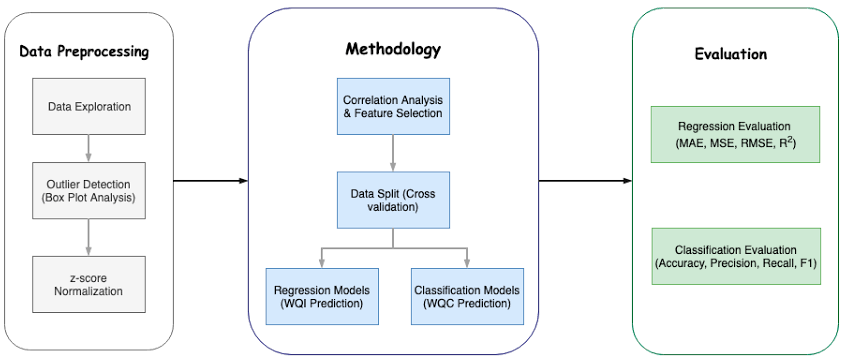 Data Preprocessing
Data Exploration
Outlier Detection
(Box Plot Analysis)
z-score
Normalization
Methodology
Correlation Analysis
& Feature Selection
Data Split (Cross
validation)
Regression Models
(WQI Prediction)
Classification Models
(WQC Prediction)
Evaluation
Regression Evaluation
(MAE, MSE, RMSE, R²)
Classification Evaluation
(Accuracy, Precision, Recall, F1)